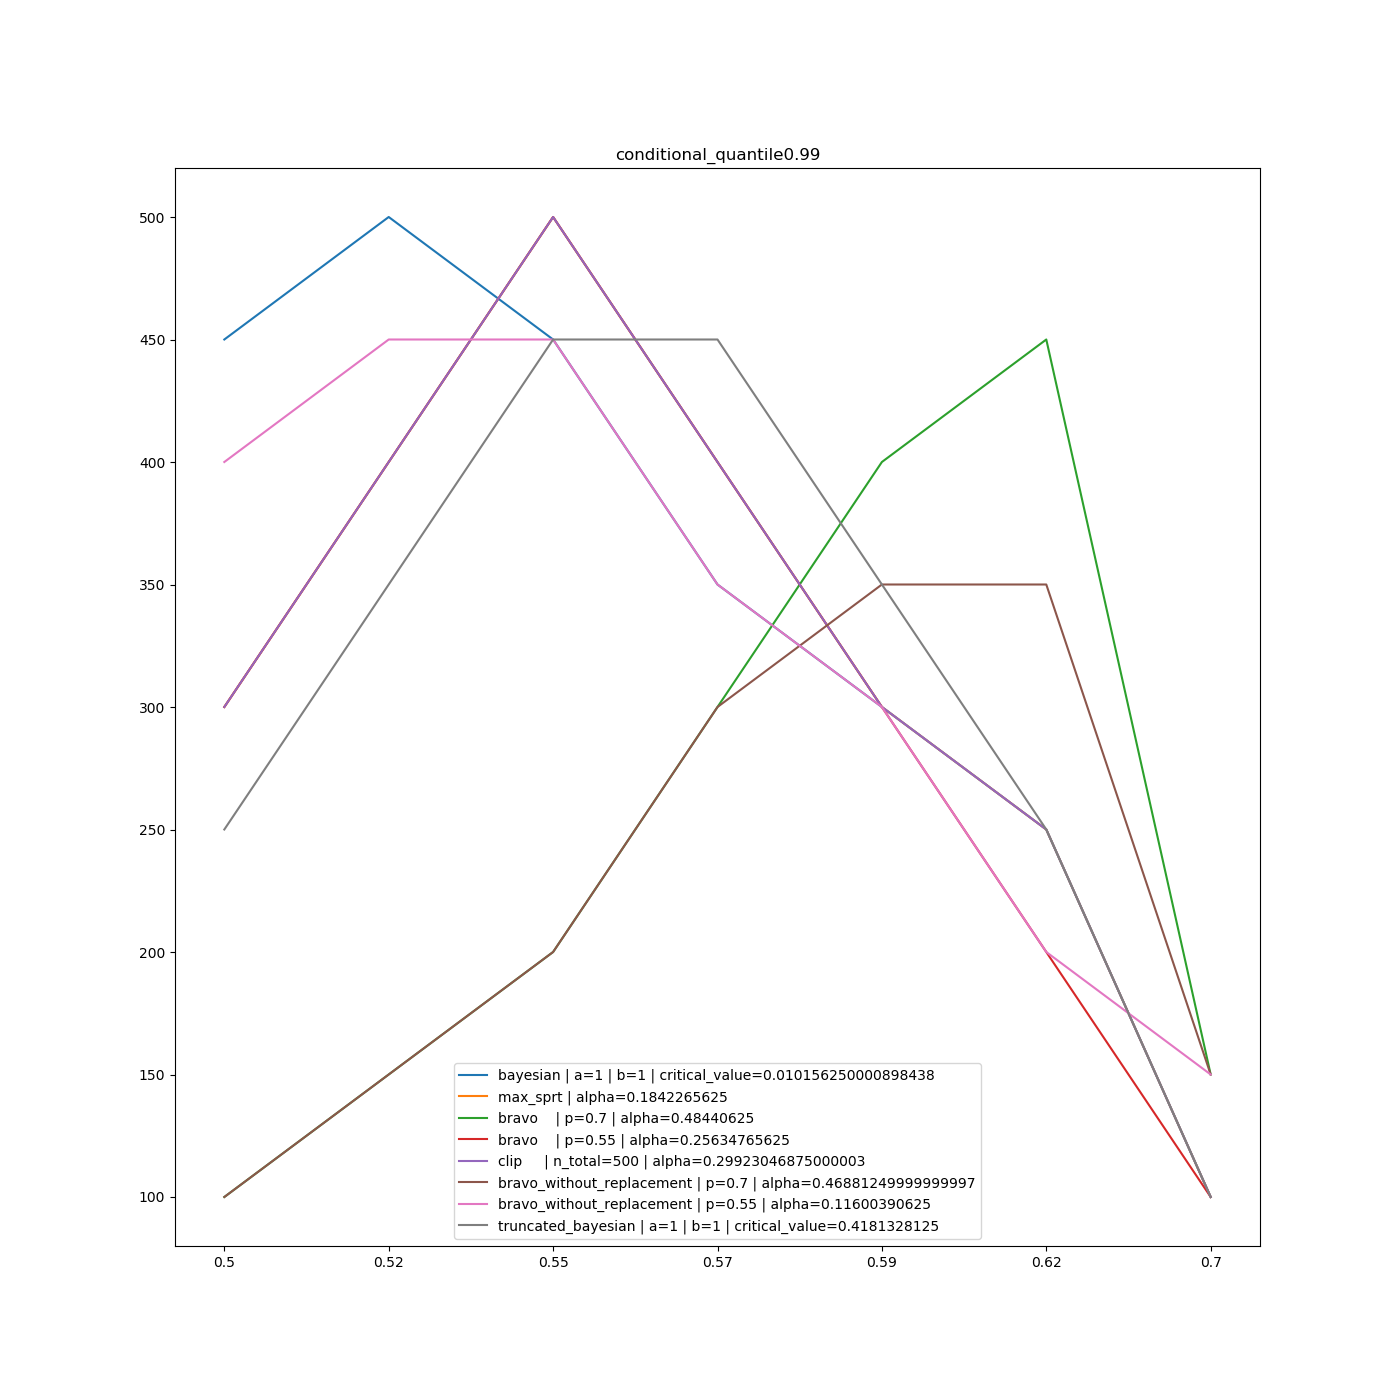 conditional_quantile0.99
500
450
400
350
300
250
200
150
100
bayesian | a=1 | b=1 | critical_value=0.010156250000898438
max_sprt | alpha=0.1842265625
bravo    | p=0.7 | alpha=0.48440625
bravo    | p=0.55 | alpha=0.25634765625
clip     | n_total=500 | alpha=0.29923046875000003
bravo_without_replacement | p=0.7 | alpha=0.46881249999999997
bravo_without_replacement | p=0.55 | alpha=0.11600390625
truncated_bayesian | a=1 | b=1 | critical_value=0.4181328125
0.5 0.52 0.55 0.57 0.59 0.62 0.7